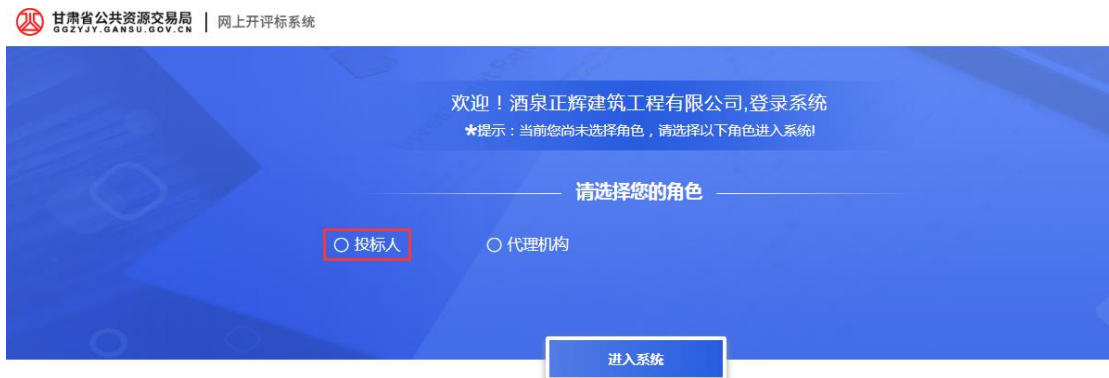 甘肃省公共资源交易局 网上开评标系统
GGZYJY.GANSU.GOV.CN
欢迎！酒泉正辉建筑工程有限公司,登录系统
*提示：当前您尚未选择角色，请选择以下角色进入系统!
请选择您的角色
投标人 代理机构
进入系统